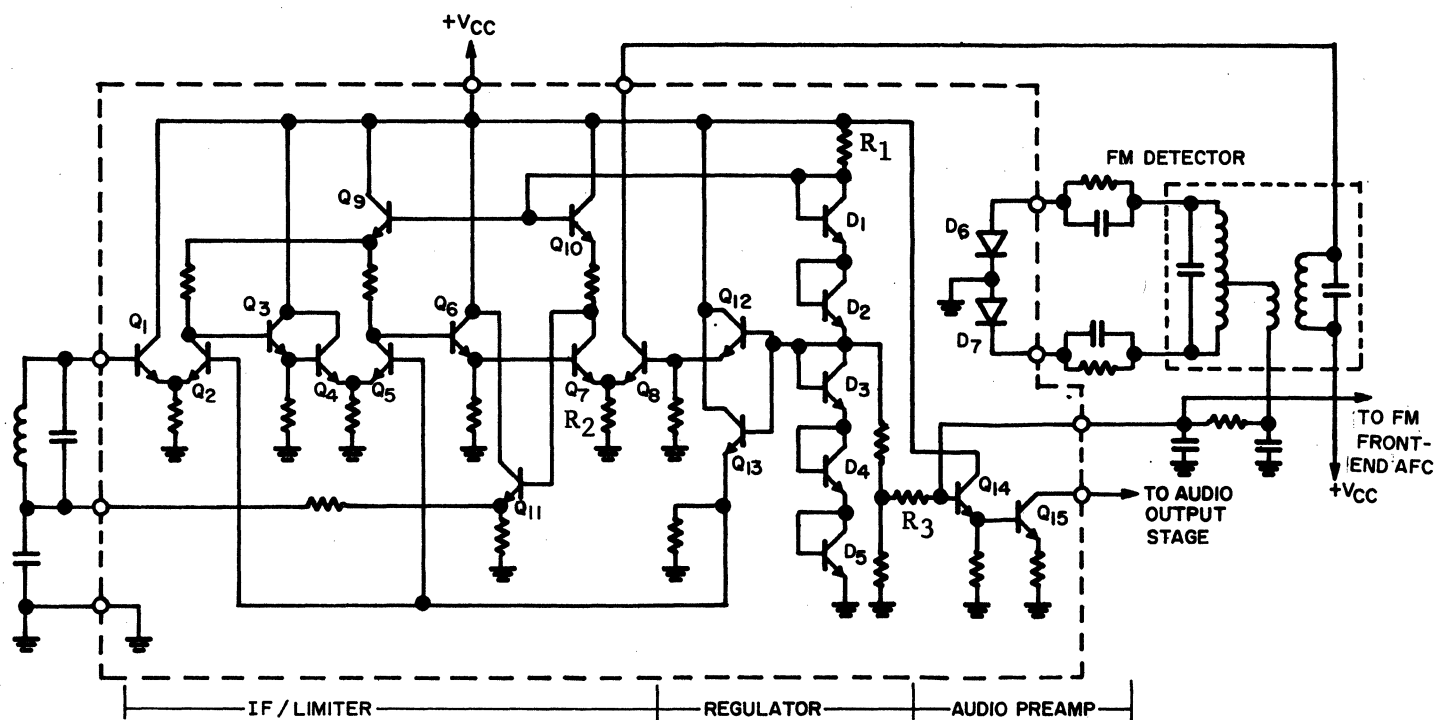 +VCC
R1
FM DETECTOR
Q9
D1
Q10
D6
D2
Q1
Q3
Q6
Q12
D7
Q2
Q4
Q5
Q7
Q8
D3
R2
Q13
D4
TO FM
FRONT-
END AFC
+VCC
Q11
R3
Q14
Q15
TO AUDIO
OUTPUT
STAGE
D5
IF / LIMITER
REGULATOR
AUDIO PREAMP